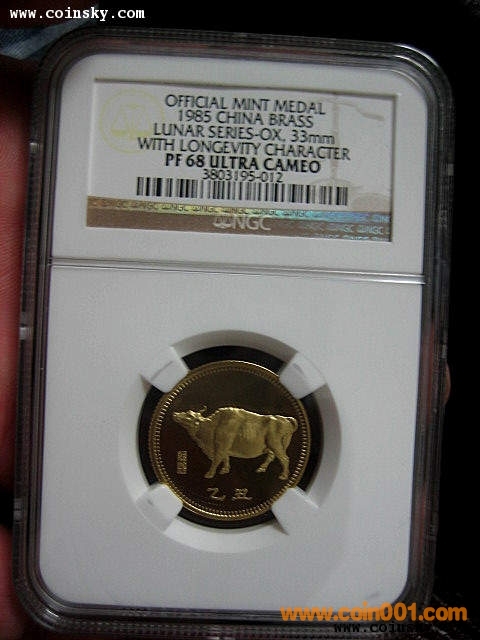 www.coinsky.com
OFFICIAL MINT MEDAL
1985 CHINA BRASS
LUNAR SERIES-OX, 33mm
WITH LONGEVITY CHARACTER
PF 68 ULTRA CAMEO
3803195-012
NGC
乙丑
www.coin001.com